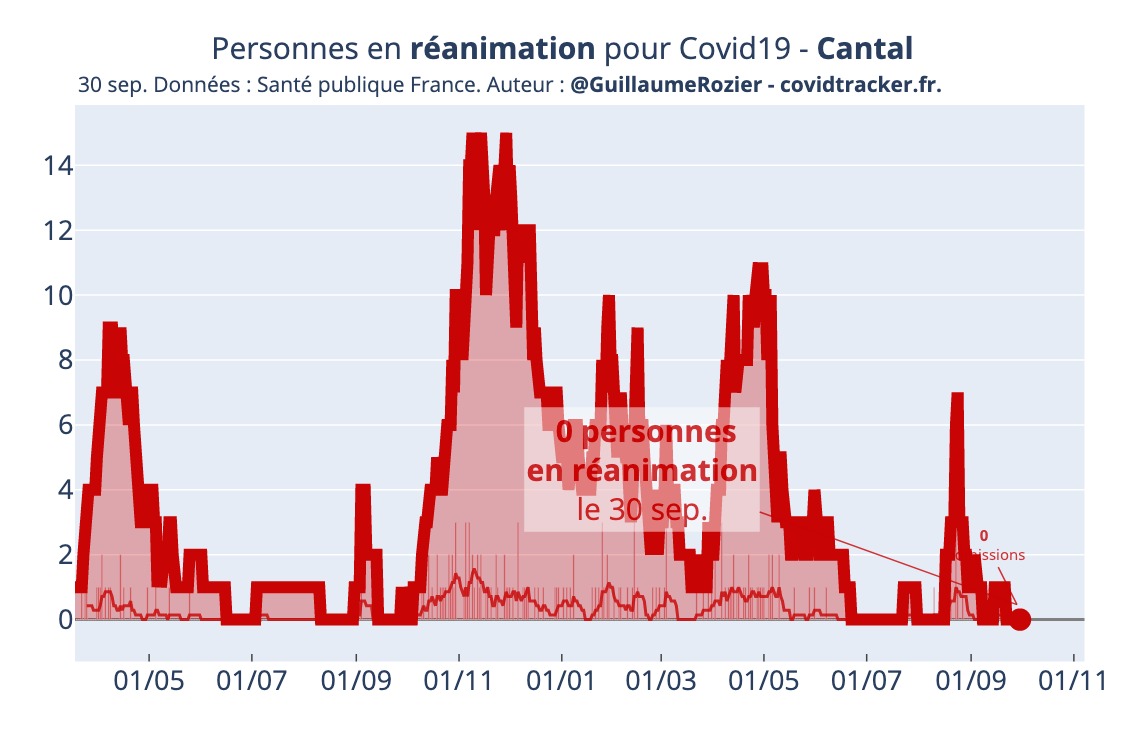 Personnes en réanimation pour Covid19 - Cantal
30 sep. Données : Santé publique France. Auteur : @GuillaumeRozier - covidtracker.fr.
14
12
10
8
6
4
2
0
0 personnes
en réanimation
le 30 sep.
0
01/05 01/07 01/09 01/11 01/01 01/03 01/05 01/07 01/09 01/11